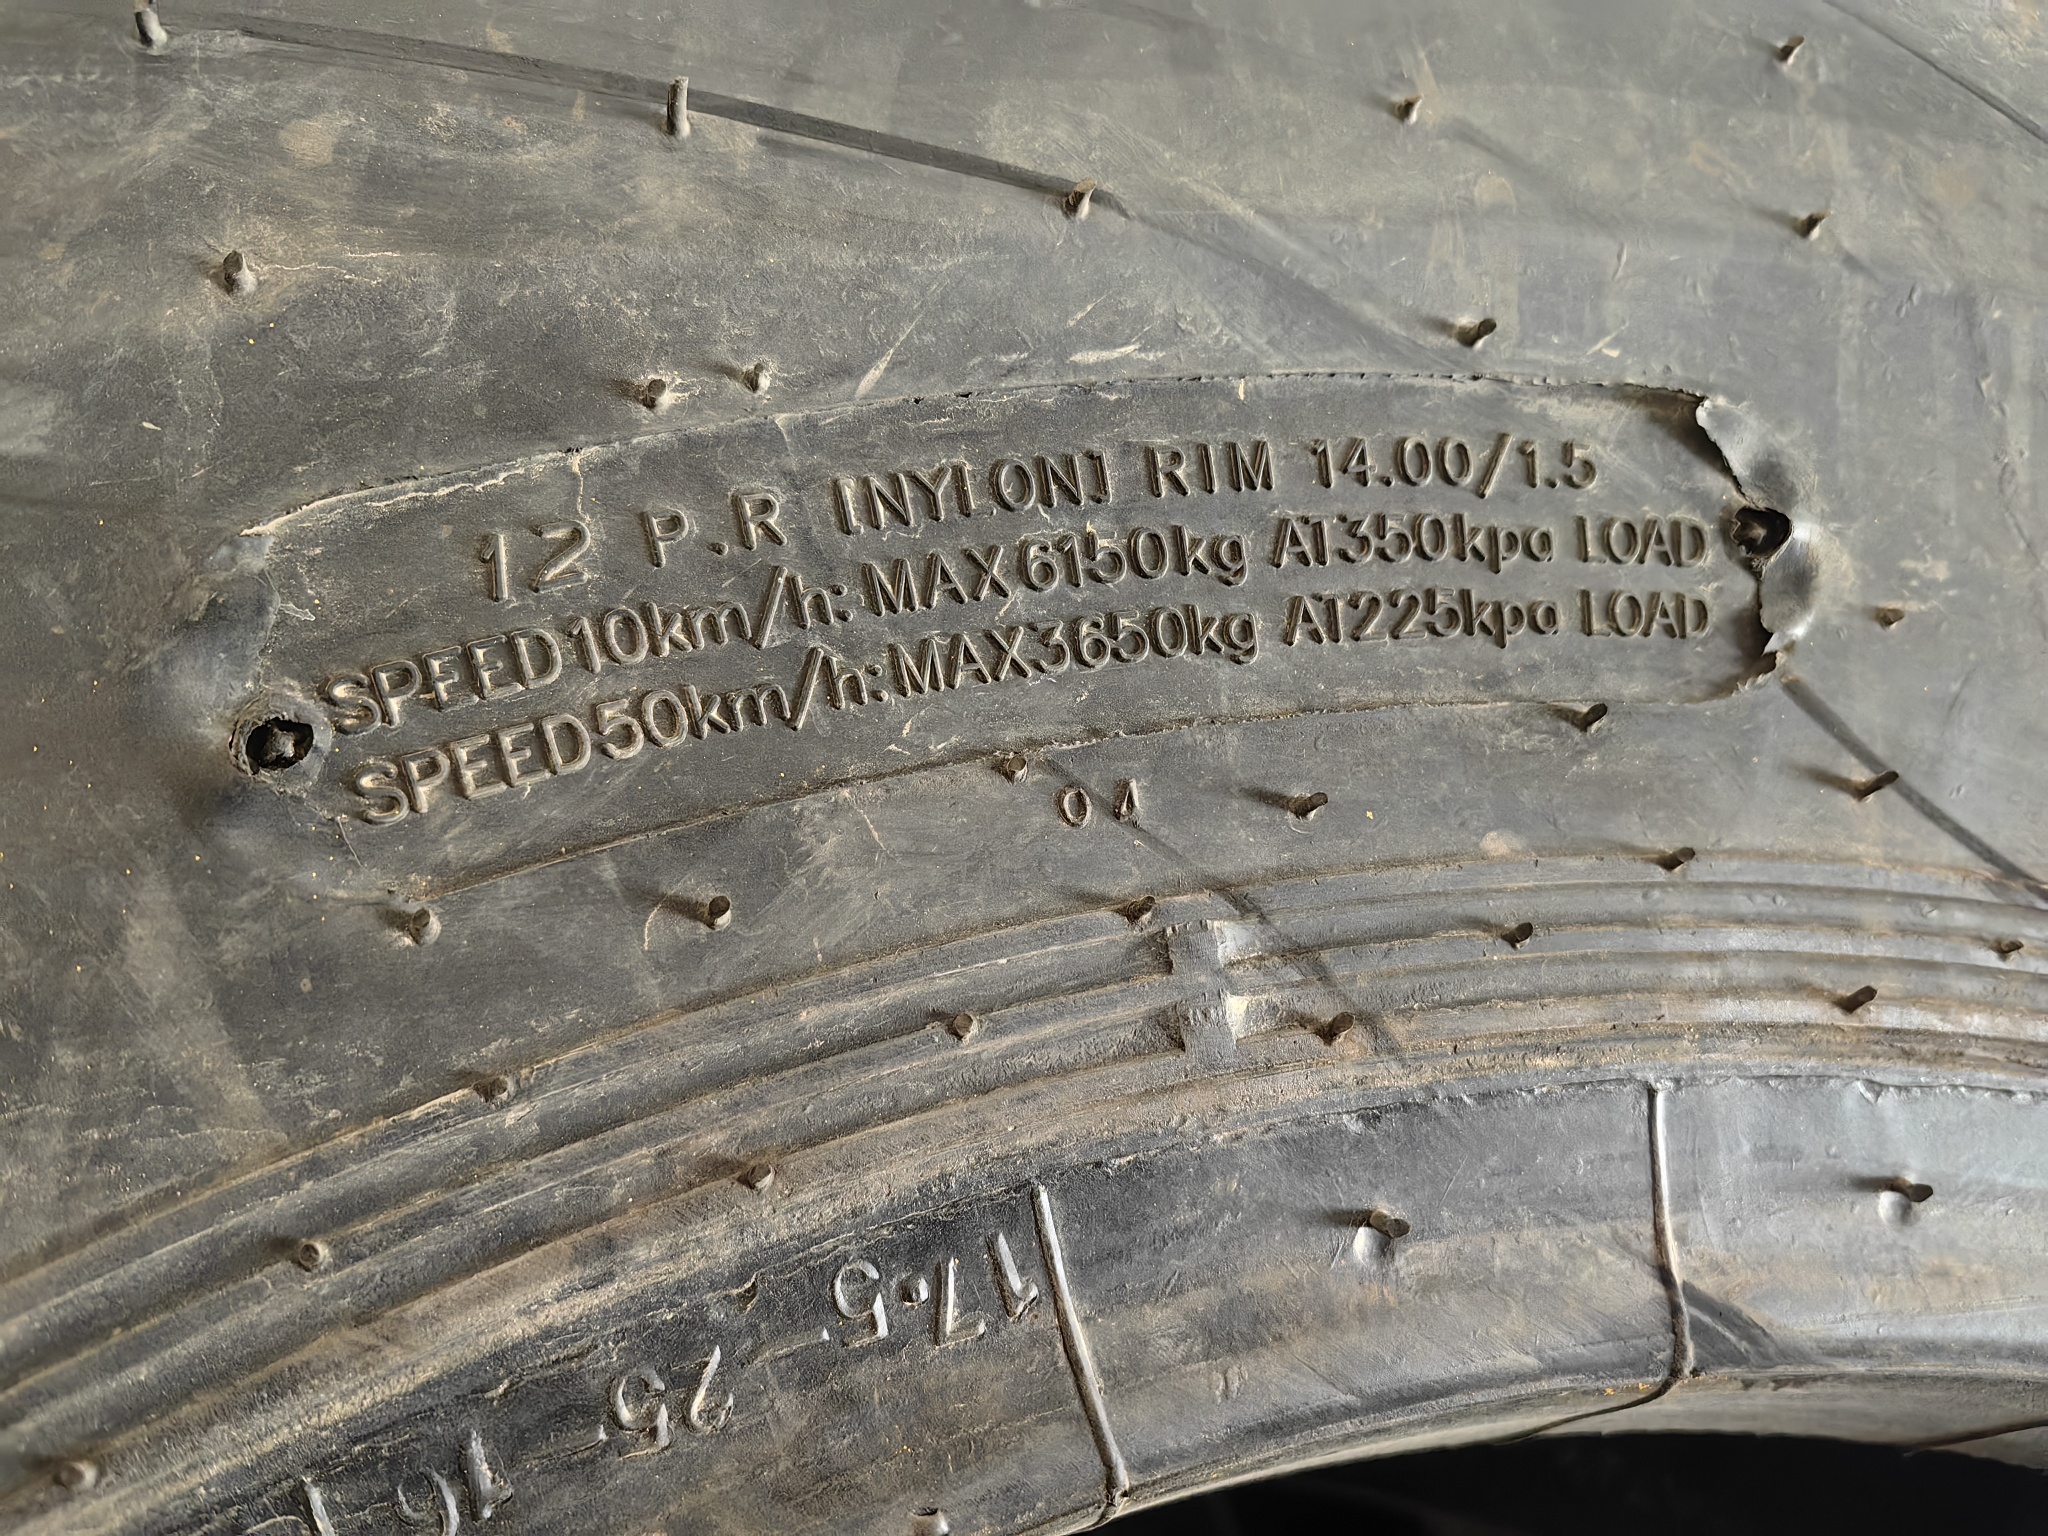 12 P.R [NYLON] RIM 14.00/1.5
SPEED10km/h: MAX6150kg AT350kpa LOAD
SPEED50km/h: MAX3650kg AT225kpa LOAD
04
17.5-
25-